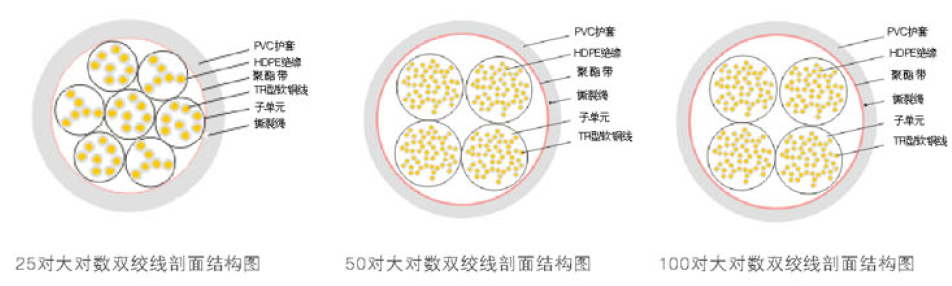 PVC护套
HDPE绝缘
聚酯带
TR型软铜线
子单元
撕裂绳
25对大对数双绞线剖面结构图
PVC护套
HDPE绝缘
聚酯带
撕裂绳
子单元
TR型软铜线
50对大对数双绞线剖面结构图
PVC护套
HDPE绝缘
聚酯带
撕裂绳
子单元
TR型软铜线
100对大对数双绞线剖面结构图